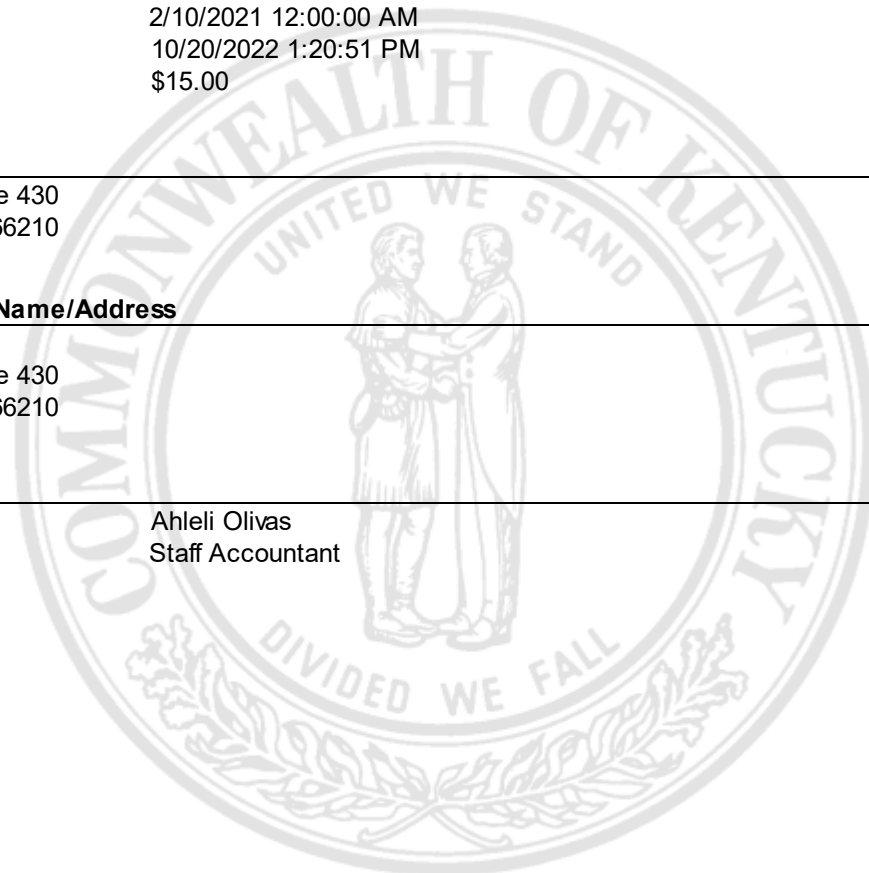 2/10/2021 12:00:00 AM
10/20/2022 1:20:51 PM
$15.00
e 430
66210
Name/Address
e 430
66210
Ahleli Olivas
Staff Accountant
COMMONWEALTH OF KENTUCKY
UNITED WE STAND
DIVIDED WE FALL